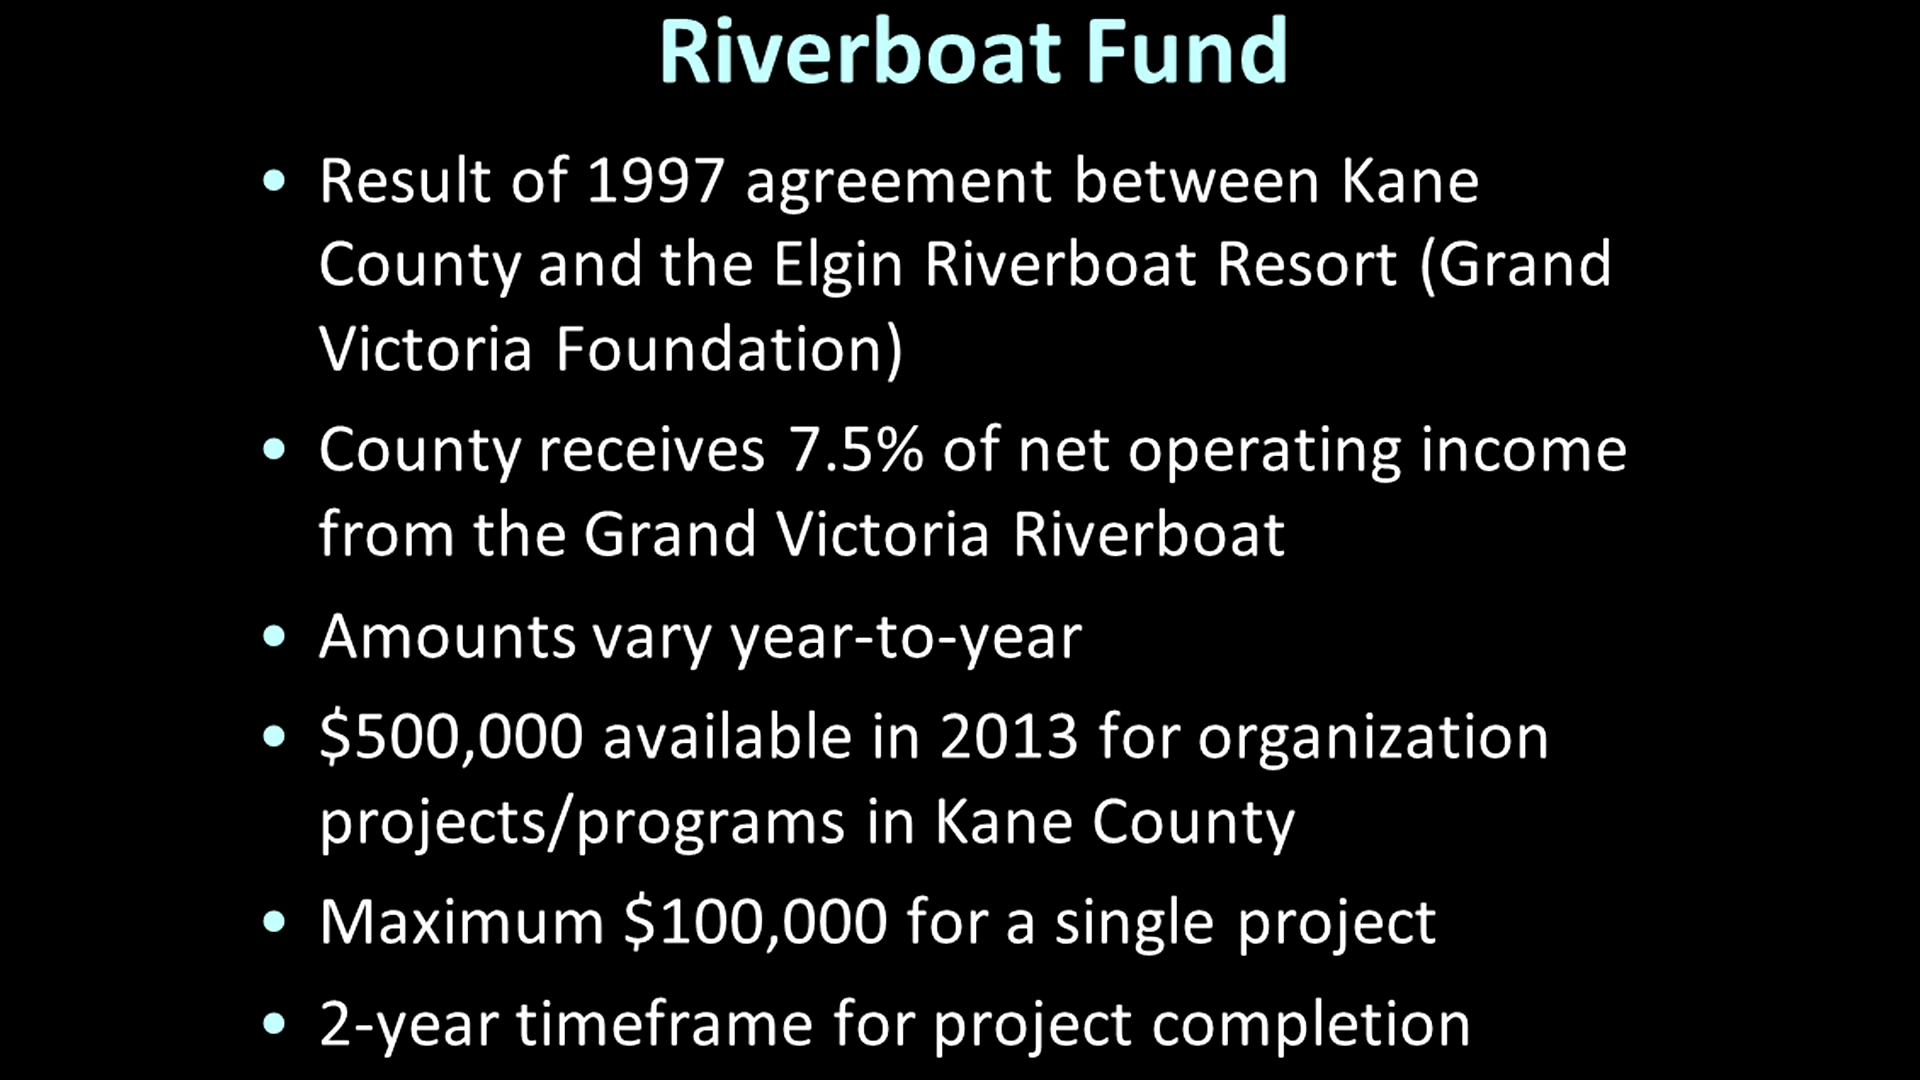 Riverboat Fund
• Result of 1997 agreement between Kane
County and the Elgin Riverboat Resort (Grand
Victoria Foundation)
• County receives 7.5% of net operating income
from the Grand Victoria Riverboat
• Amounts vary year-to-year
• $500,000 available in 2013 for organization
projects/programs in Kane County
• Maximum $100,000 for a single project
• 2-year timeframe for project completion